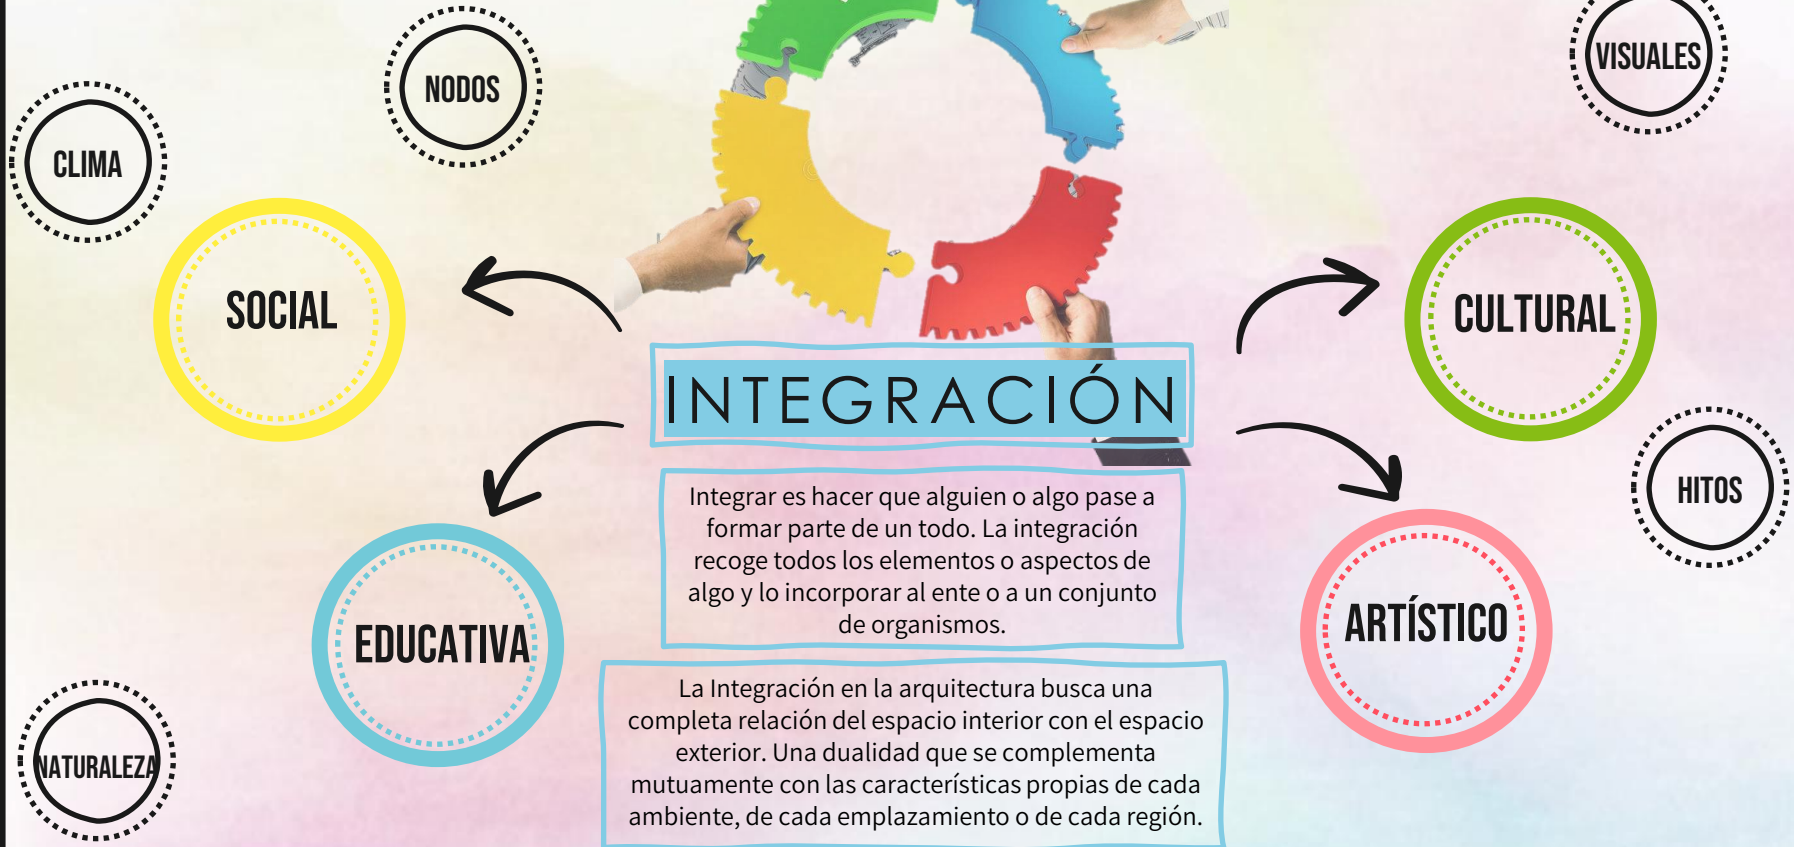 VISUALES
NODOS
CLIMA
SOCIAL
CULTURAL
INTEGRACIÓN
HITOS
Integrar es hacer que alguien o algo pase a
formar parte de un todo. La integración
recoge todos los elementos o aspectos de
algo y lo incorporar al ente o a un conjunto
de organismos.
EDUCATIVA
ARTÍSTICO
La Integración en la arquitectura busca una
completa relación del espacio interior con el espacio
exterior. Una dualidad que se complementa
mutuamente con las características propias de cada
ambiente, de cada emplazamiento o de cada región.
NATURALEZA